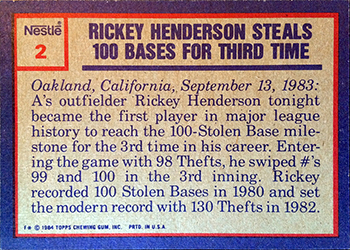 Nestlé
2
RICKEY HENDERSON STEALS
100 BASES FOR THIRD TIME
Oakland, California, September 13, 1983:
A's outfielder Rickey Henderson tonight
became the first player in major league
history to reach the 100-Stolen Base mile-
stone for the 3rd time in his career. Enter-
ing the game with 98 Thefts, he swiped #'s
99 and 100 in the 3rd inning. Rickey
recorded 100 Stolen Bases in 1980 and set
the modern record with 130 Thefts in 1982.
© 1984 TOPPS CHEWING GUM, INC. PRTD. IN U.S.A.